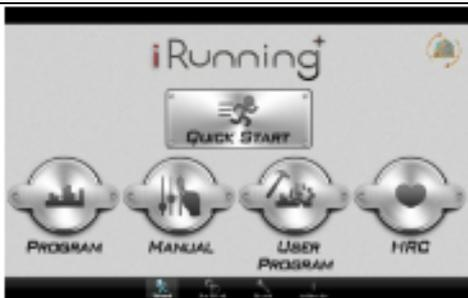 iRunning+
QUICK START
PROGRAM
MANUAL
USER
PROGRAM
HRC